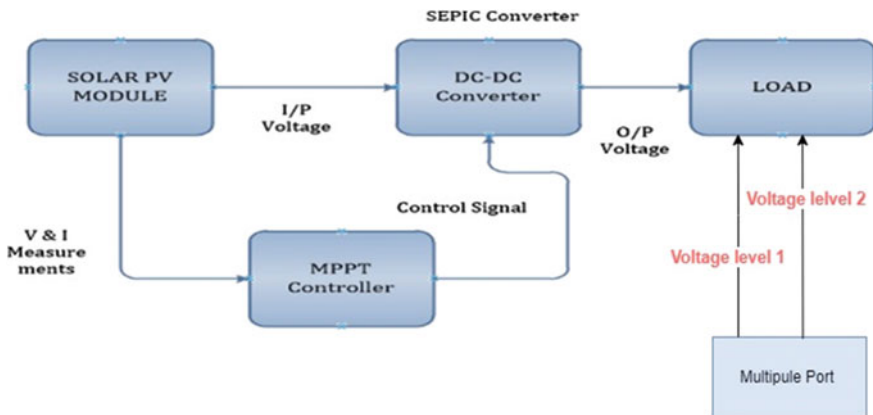 SEPIC Converter
SOLAR PV
MODULE
I/P
Voltage
DC-DC
Converter
O/P
Voltage
LOAD
V & I
Measure
ments
MPPT
Controller
Control Signal
Voltage level 1
Voltage lelvel 2
Multipule Port